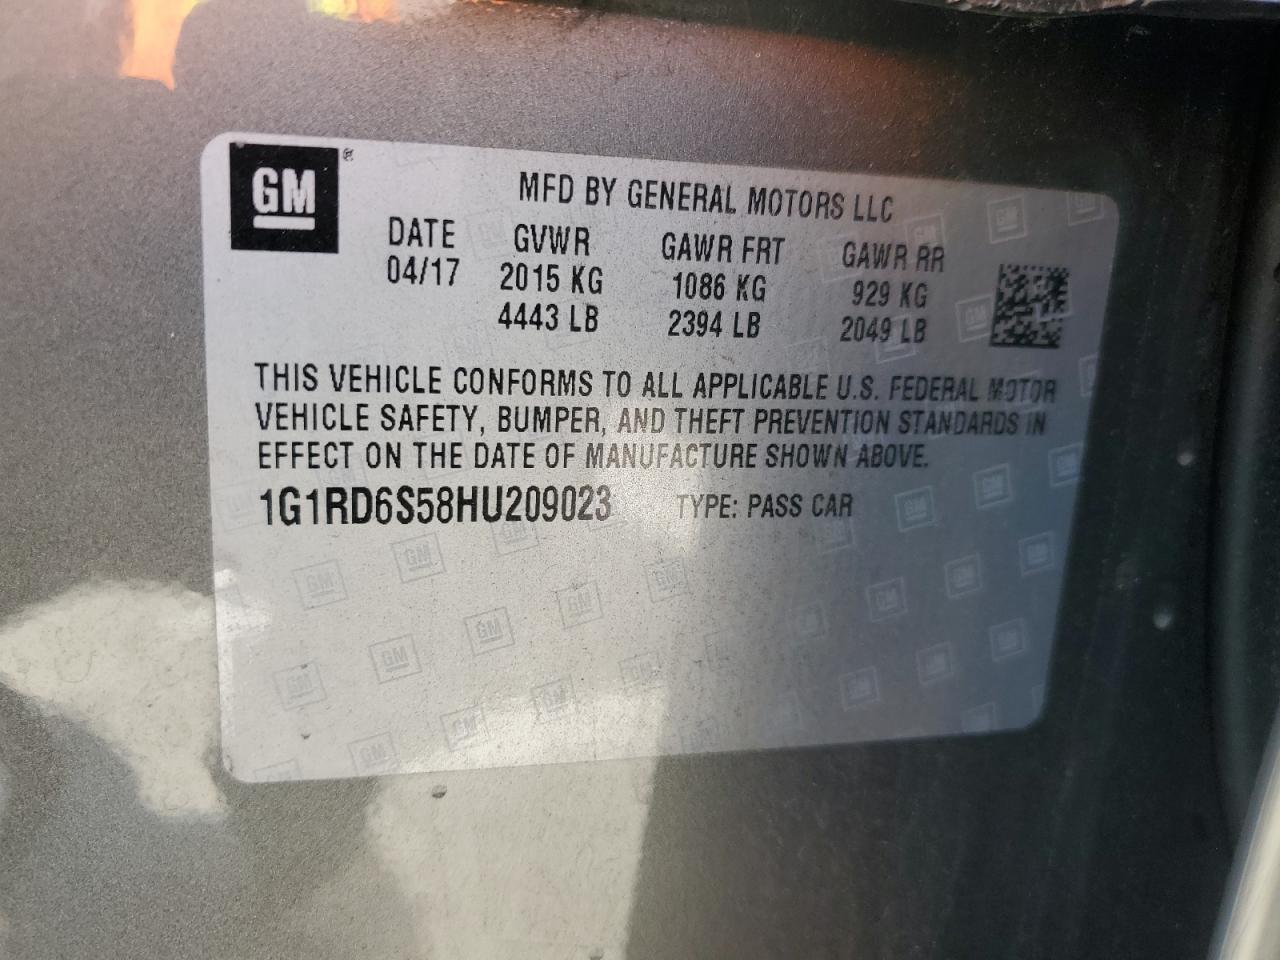 GM ®
MFD BY GENERAL MOTORS LLC
DATE GVWR GAWR FRT GAWR RR
04/17 2015 KG 1086 KG 929 KG
4443 LB 2394 LB 2049 LB
THIS VEHICLE CONFORMS TO ALL APPLICABLE U.S. FEDERAL MOTOR
VEHICLE SAFETY, BUMPER, AND THEFT PREVENTION STANDARDS IN
EFFECT ON THE DATE OF MANUFACTURE SHOWN ABOVE.
1G1RD6S58HU209023 TYPE: PASS CAR